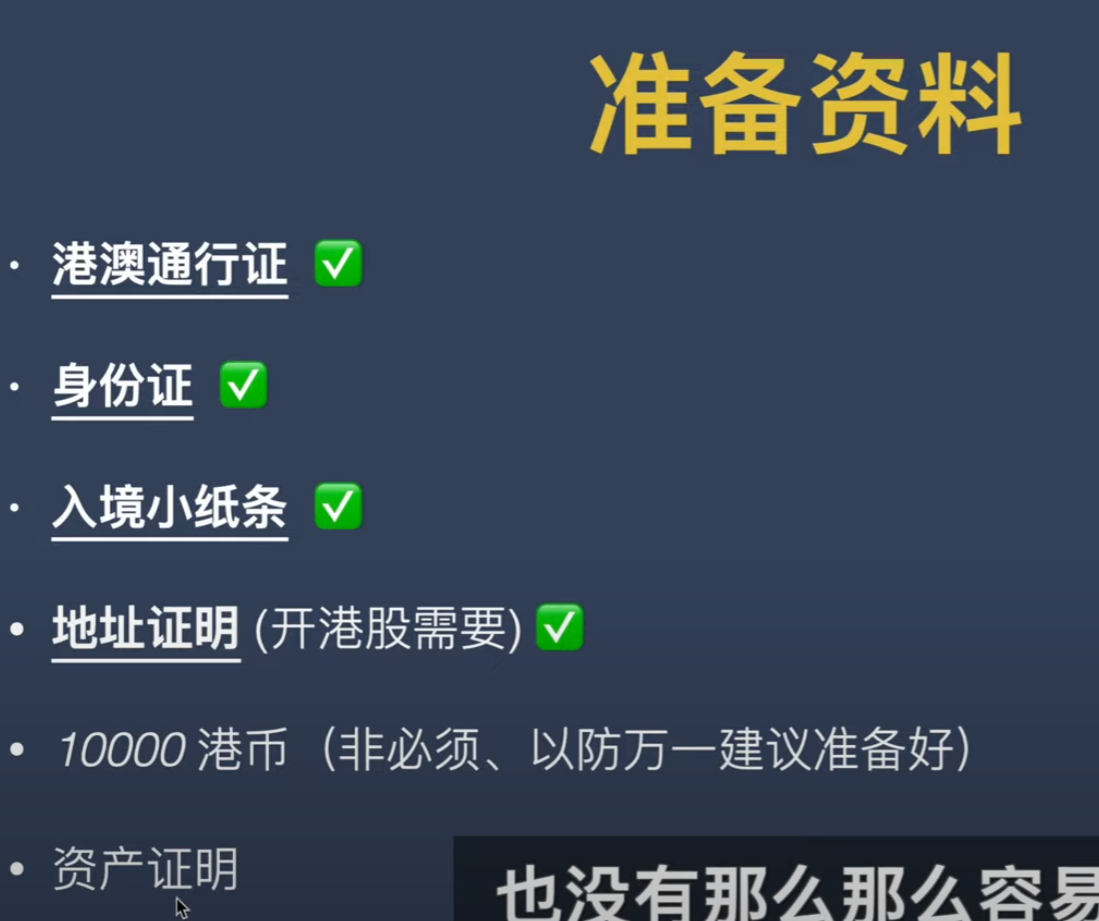 准备资料
· 港澳通行证 ✅
· 身份证 ✅
· 入境小纸条 ✅
• 地址证明 (开港股需要) ✅
• 10000 港币（非必须、以防万一建议准备好）
• 资产证明
也没有那么那么容易